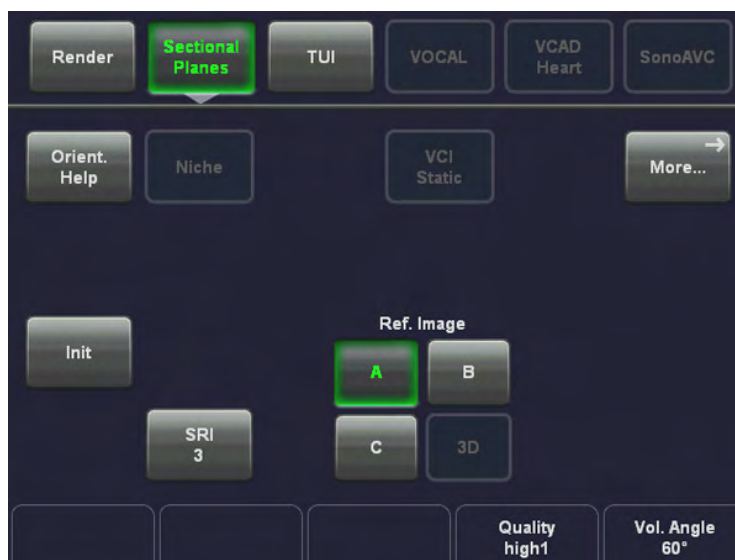 Render
Sectional
Planes
TUI
VOCAL
VCAD
Heart
SonoAVC
Orient.
Help
Niche
VCI
Static
More...
Init
Ref. Image
A
B
SRI
3
C
3D
Quality
high1
Vol. Angle
60°